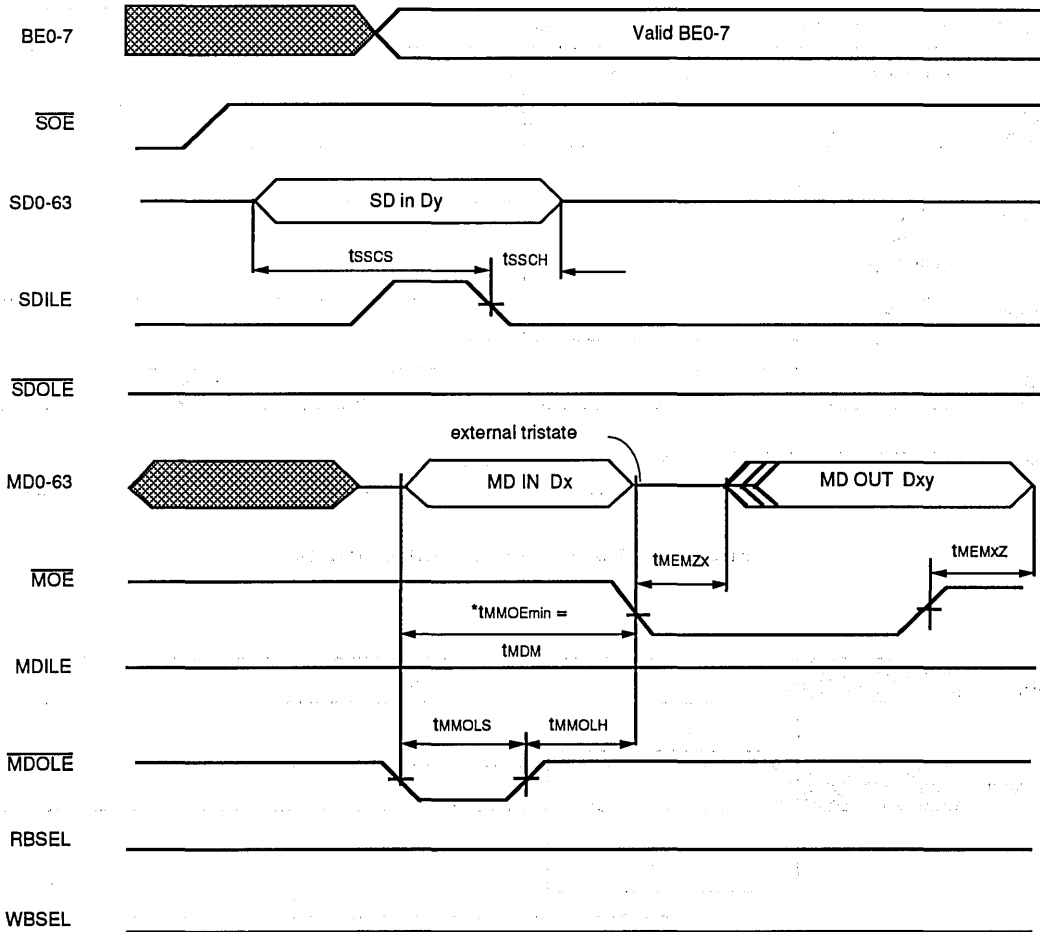 BE0-7
Valid BE0-7
SOE
SD0-63
SD in Dy
tSSCS
tSSCH
SDILE
SDOLE
external tristate
MD0-63
MD IN Dx
MD OUT Dxy
tMEMZx
tMEMxZ
MOE
*tMMOEmin =
tMDM
MDILE
tMMOLS
tMMOLH
MDOLE
RBSEL
WBSEL